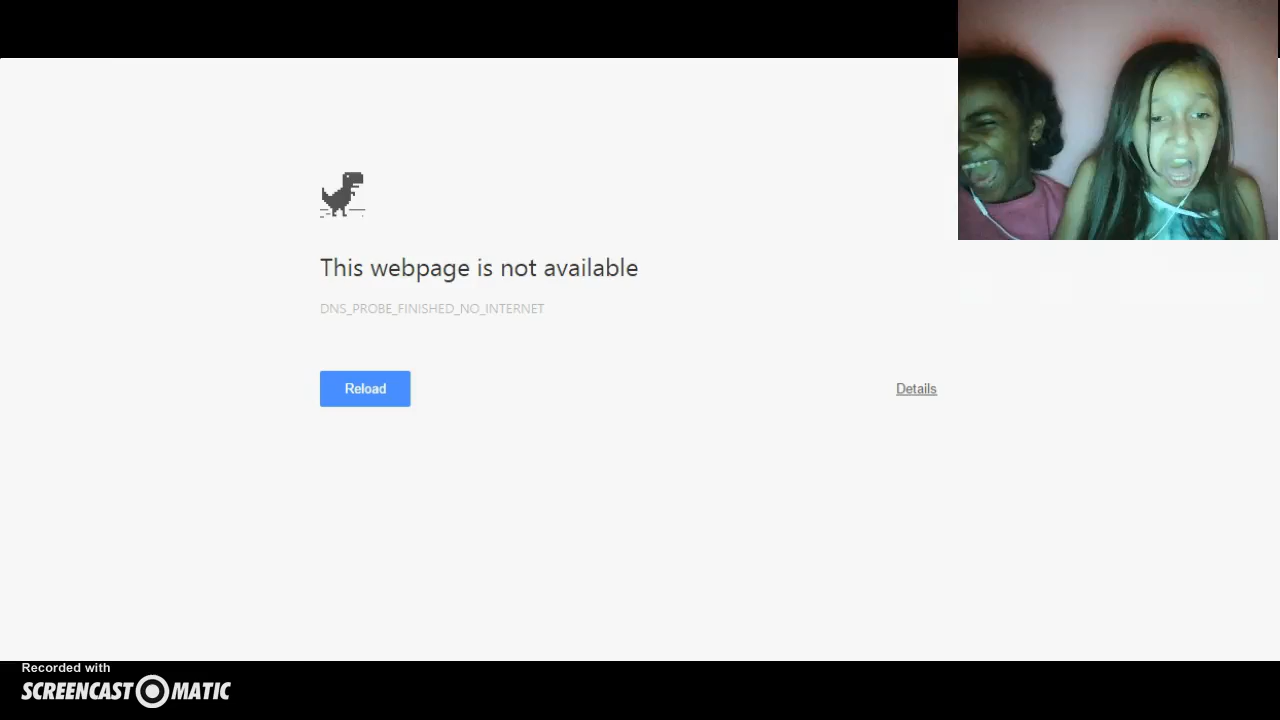 This webpage is not available
DNS_PROBE_FINISHED_NO_INTERNET
Reload
Details
Recorded with
SCREENCAST MATIC